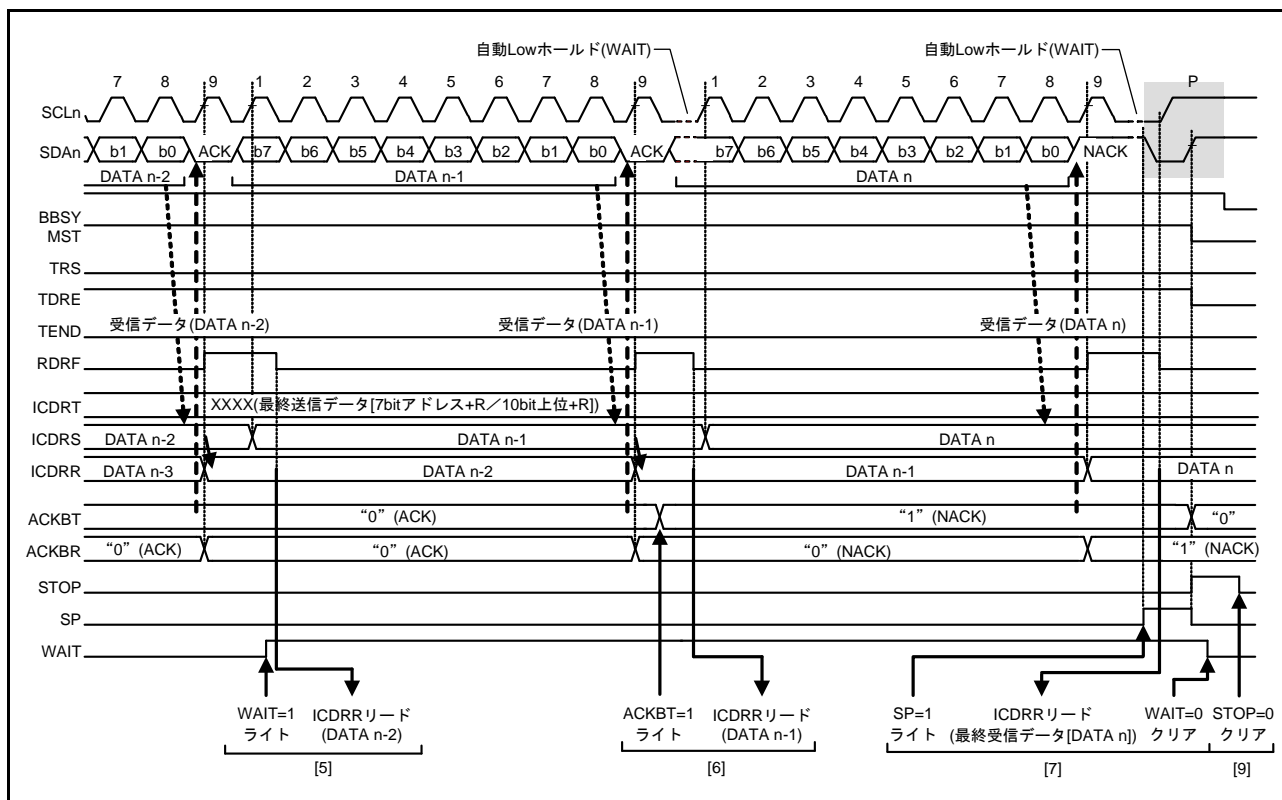 自動Lowホールド(WAIT) 自動Lowホールド(WAIT)
7 8 9 1 2 3 4 5 6 7 8 9 1 2 3 4 5 6 7 8 9 P
SCLn
SDAn b1 b0 ACK b7 b6 b5 b4 b3 b2 b1 b0 ACK b7 b6 b5 b4 b3 b2 b1 b0 NACK
DATA n-2 DATA n-1 DATA n
BBSY
MST
TRS
TDRE
TEND 受信データ(DATA n-2) 受信データ(DATA n-1) 受信データ(DATA n)
RDRF
ICDRT XXXX(最終送信データ[7bitアドレス+R／10bit上位+R])
ICDRS DATA n-2 DATA n-1 DATA n
ICDRR DATA n-3 DATA n-2 DATA n-1 DATA n
ACKBT “0” (ACK) “1” (NACK) “0”
ACKBR “0” (ACK) “0” (ACK) “0” (NACK) “1” (NACK)
STOP
SP
WAIT
WAIT=1 ICDRRリード ACKBT=1 ICDRRリード SP=1 ICDRRリード WAIT=0 STOP=0
ライト (DATA n-2) ライト (DATA n-1) ライト (最終受信データ[DATA n]) クリア クリア
[5] [6] [7] [9]